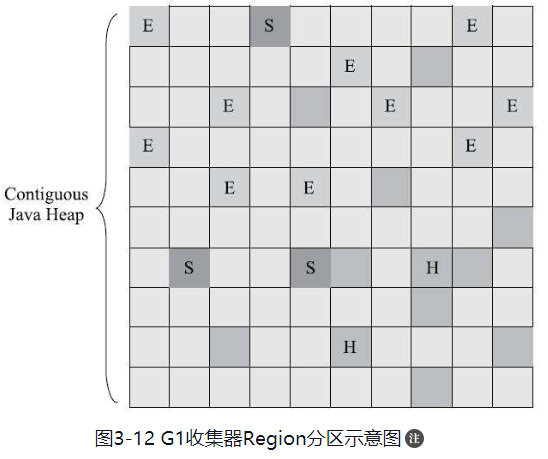 E S E
E
E E E
E E
E E
Contiguous
Java Heap
S S H
H
图3-12 G1收集器Region分区示意图 注